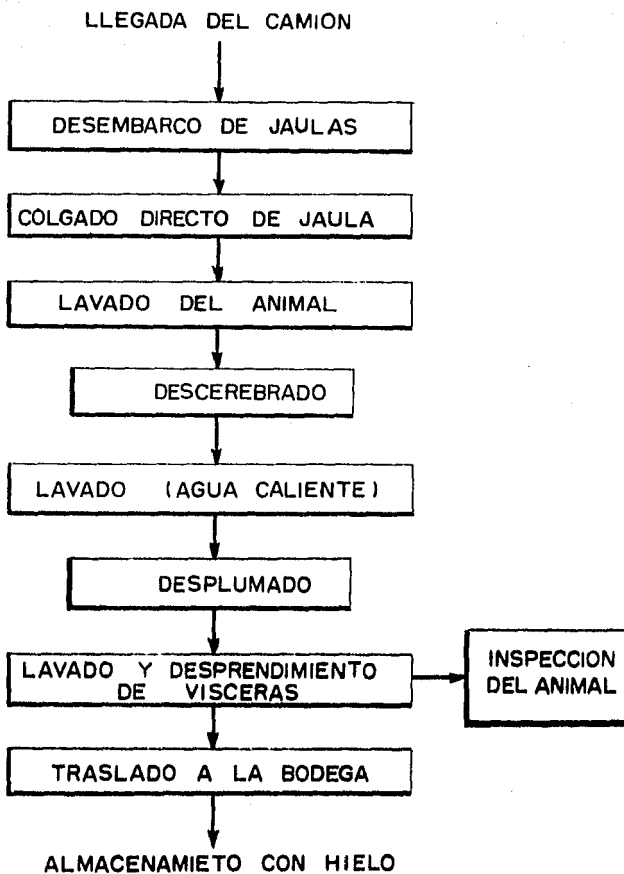 LLEGADA DEL CAMION
DESEMBARCO DE JAULAS
COLGADO DIRECTO DE JAULA
LAVADO DEL ANIMAL
DESCEREBRADO
LAVADO (AGUA CALIENTE)
DESPLUMADO
LAVADO Y DESPRENDIMIENTO
DE VISCERAS
INSPECCION
DEL ANIMAL
TRASLADO A LA BODEGA
ALMACENAMIETO CON HIELO